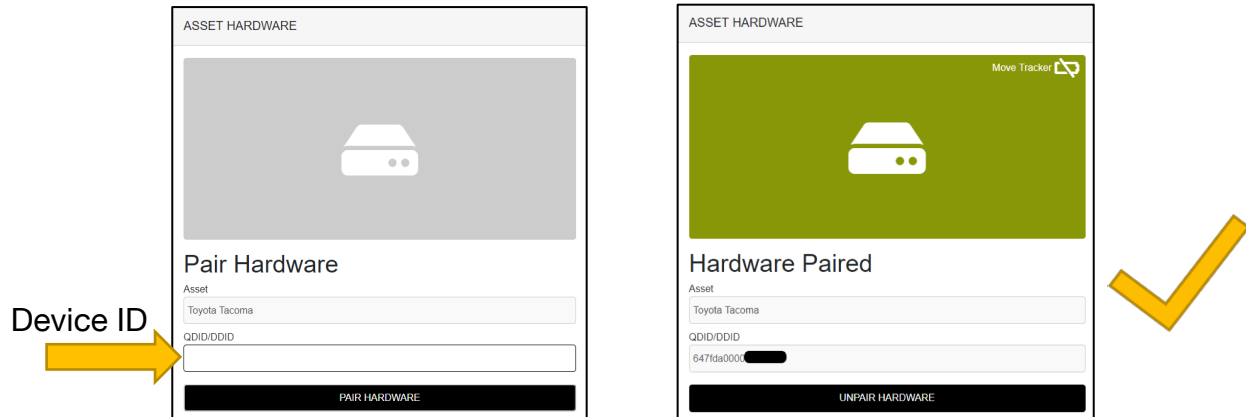 ASSET HARDWARE
Pair Hardware
Asset
Toyota Tacoma
Device ID
QDID/DDID
PAIR HARDWARE
ASSET HARDWARE
Move Tracker
Hardware Paired
Asset
Toyota Tacoma
QDID/DDID
647fda0000
UNPAIR HARDWARE